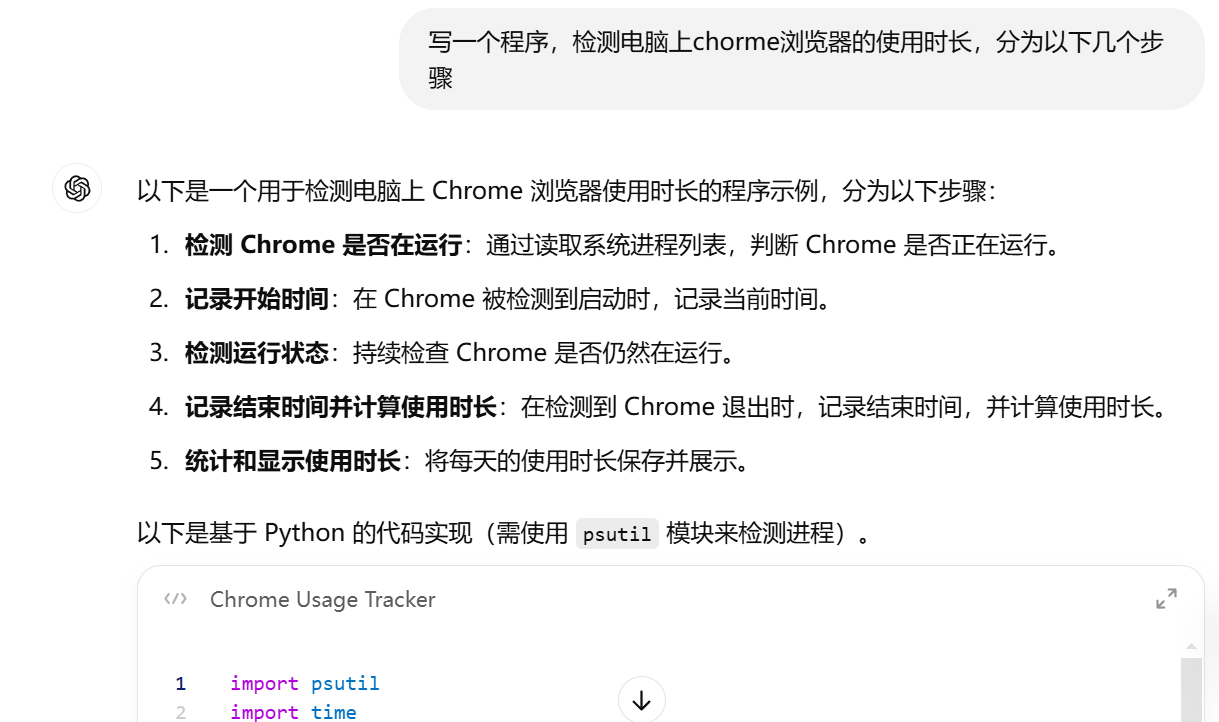 写一个程序，检测电脑上chorme浏览器的使用时长，分为以下几个步
骤
以下是一个用于检测电脑上 Chrome 浏览器使用时长的程序示例，分为以下步骤：
1. 检测 Chrome 是否在运行：通过读取系统进程列表，判断 Chrome 是否正在运行。
2. 记录开始时间：在 Chrome 被检测到启动时，记录当前时间。
3. 检测运行状态：持续检查 Chrome 是否仍然在运行。
4. 记录结束时间并计算使用时长：在检测到 Chrome 退出时，记录结束时间，并计算使用时长。
5. 统计和显示使用时长：将每天的使用时长保存并展示。
以下是基于 Python 的代码实现（需使用 psutil 模块来检测进程）。
Chrome Usage Tracker
1 import psutil
2 import time